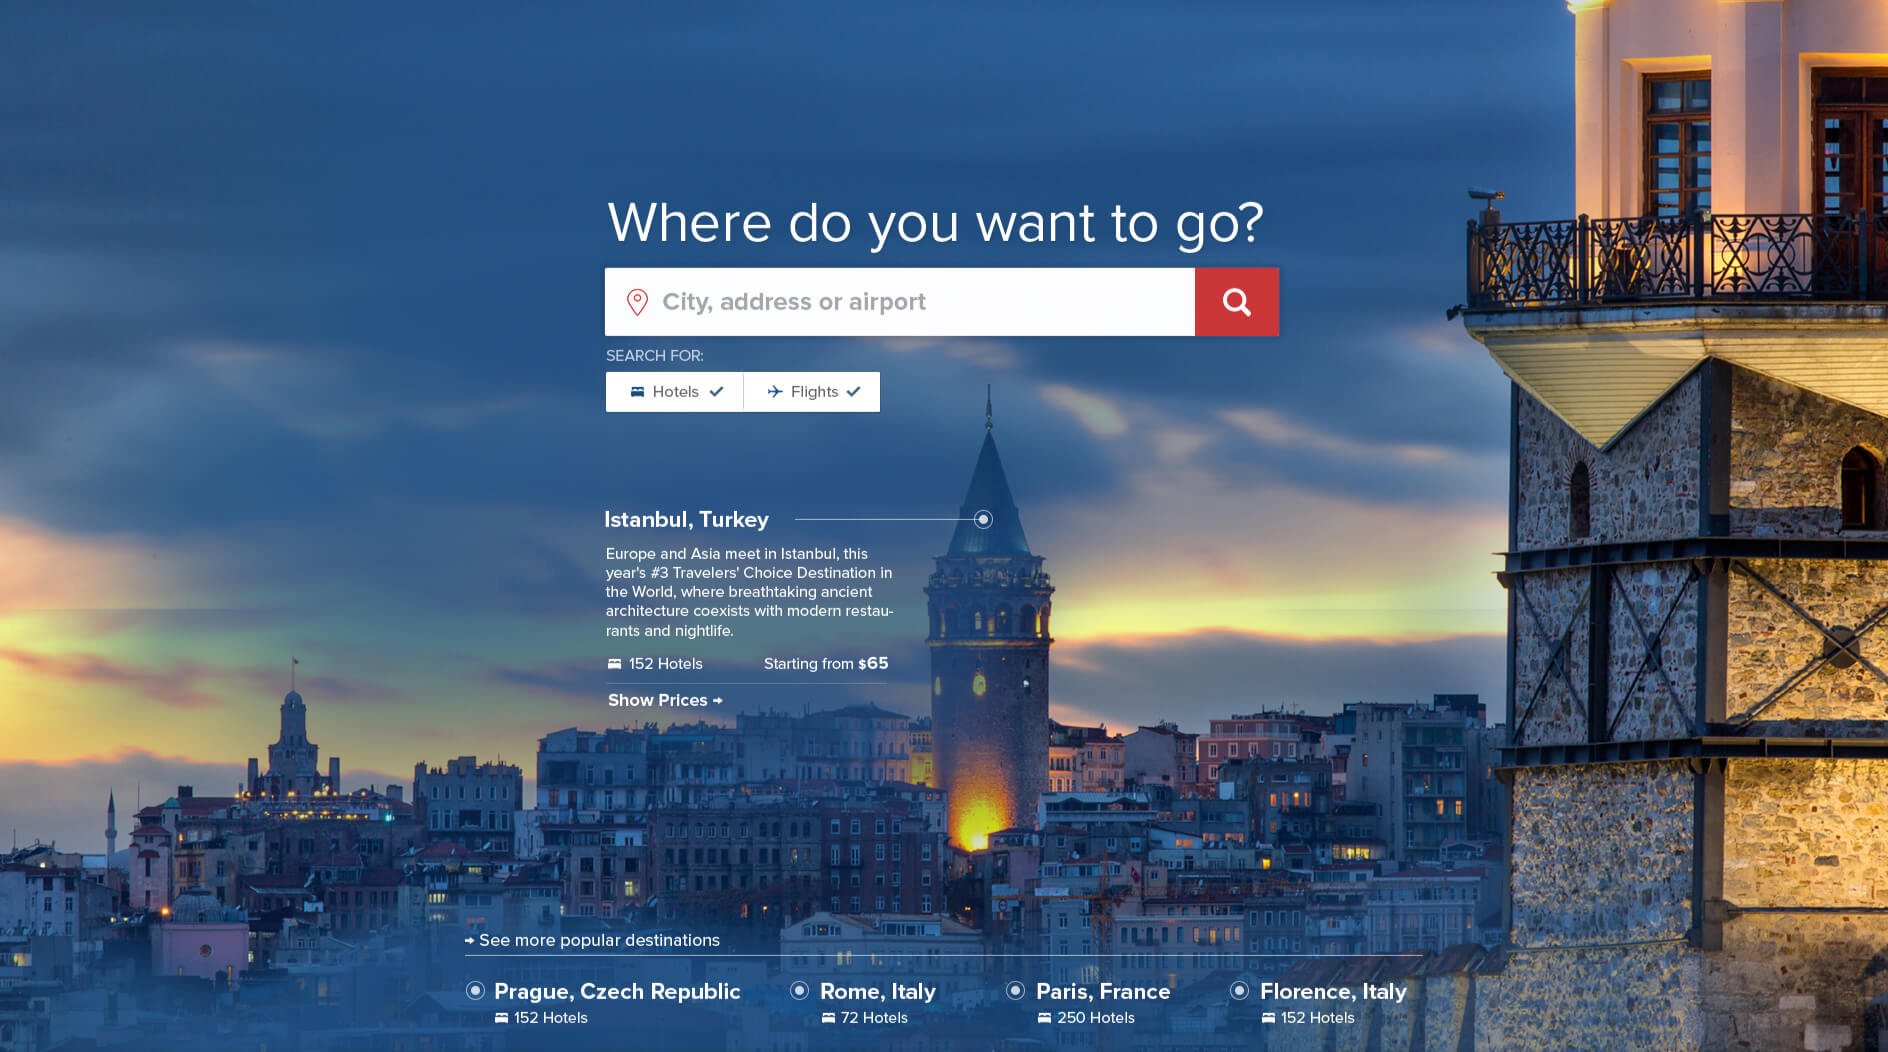 Where do you want to go?
City, address or airport
SEARCH FOR:
Hotels Flights
Istanbul, Turkey
Europe and Asia meet in Istanbul, this
year's #3 Travelers' Choice Destination in
the World, where breathtaking ancient
architecture coexists with modern restau-
rants and nightlife.
152 Hotels Starting from $65
Show Prices
See more popular destinations
Prague, Czech Republic
152 Hotels
Rome, Italy
72 Hotels
Paris, France
250 Hotels
Florence, Italy
152 Hotels